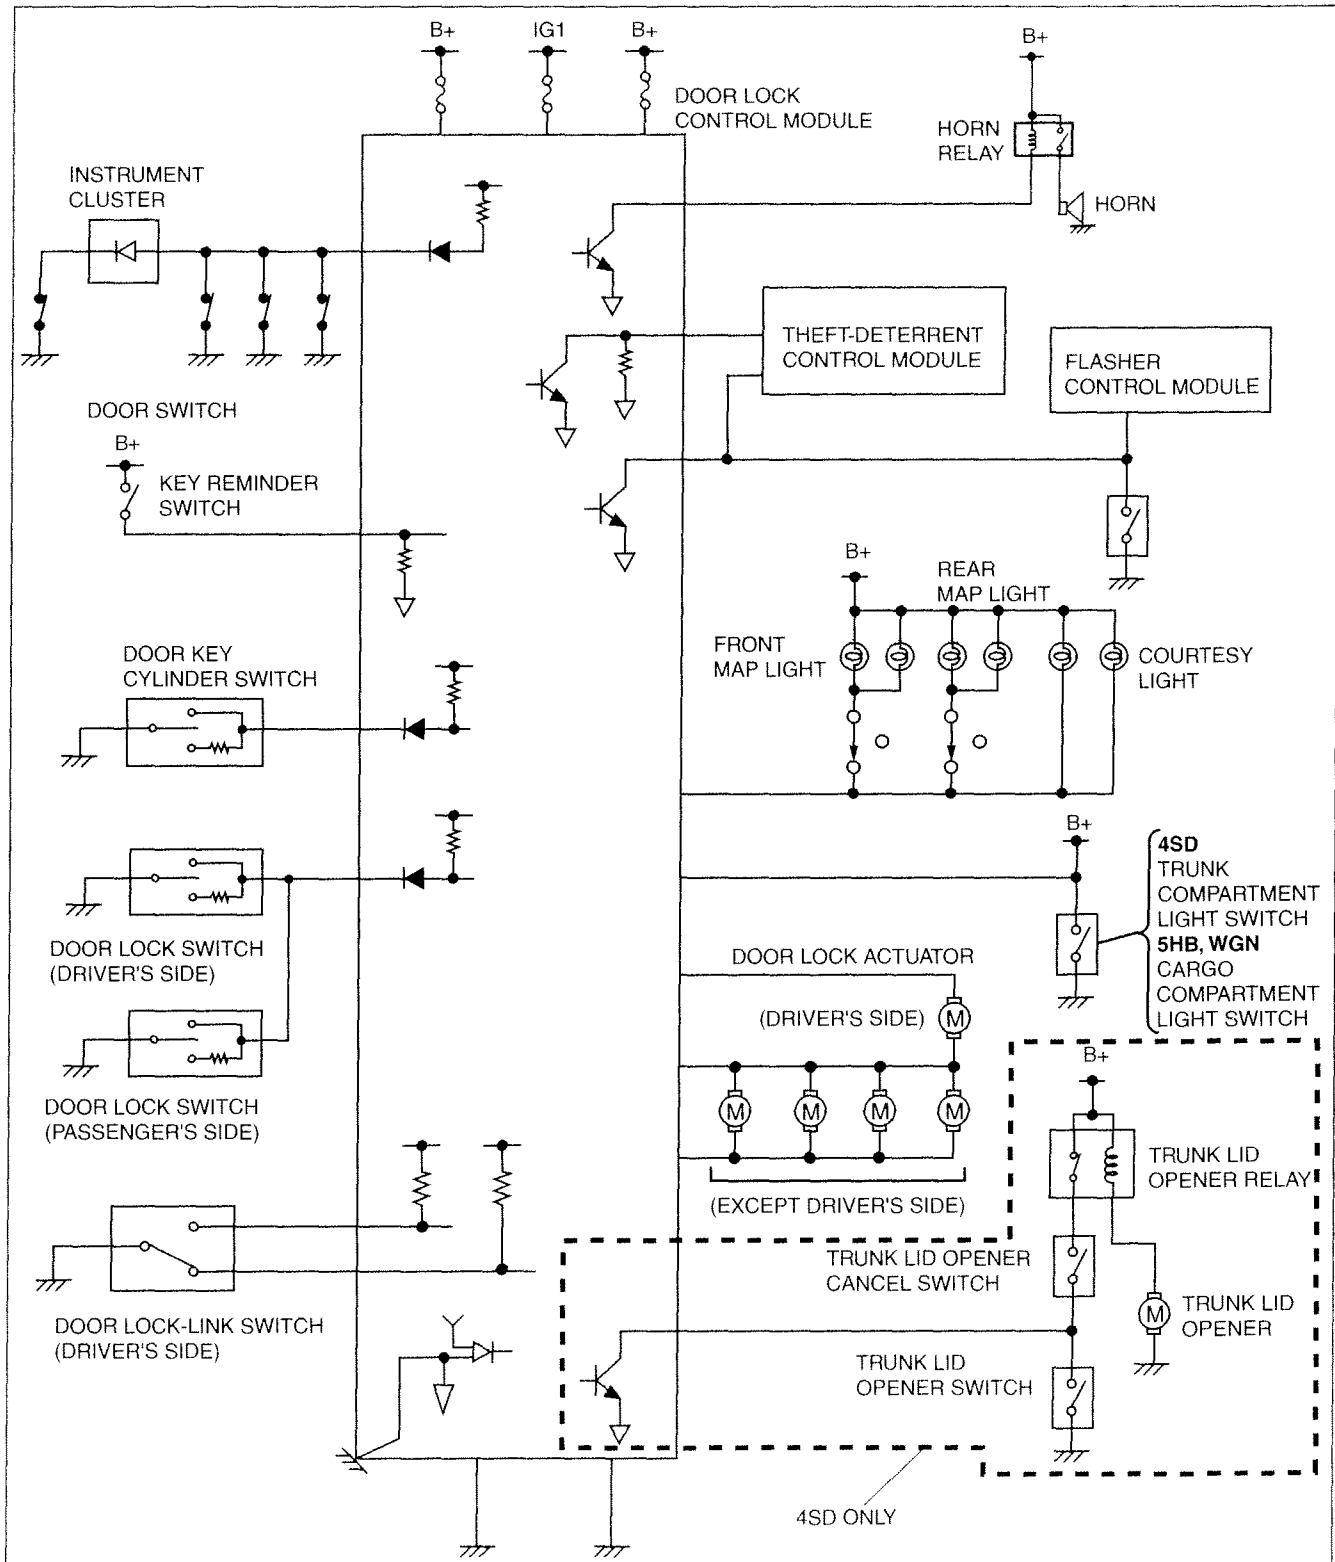 B+
IG1
B+
DOOR LOCK
CONTROL MODULE
B+
HORN
RELAY
HORN
INSTRUMENT
CLUSTER
THEFT-DETERRENT
CONTROL MODULE
FLASHER
CONTROL MODULE
DOOR SWITCH
B+
KEY REMINDER
SWITCH
B+
REAR
MAP LIGHT
FRONT
MAP LIGHT
COURTESY
LIGHT
DOOR KEY
CYLINDER SWITCH
B+
4SD
TRUNK
COMPARTMENT
LIGHT SWITCH
5HB, WGN
CARGO
COMPARTMENT
LIGHT SWITCH
DOOR LOCK SWITCH
(DRIVER'S SIDE)
DOOR LOCK ACTUATOR
(DRIVER'S SIDE)
M
M
M
M
M
(EXCEPT DRIVER'S SIDE)
DOOR LOCK SWITCH
(PASSENGER'S SIDE)
B+
TRUNK LID
OPENER RELAY
TRUNK LID OPENER
CANCEL SWITCH
M
TRUNK LID
OPENER
DOOR LOCK-LINK SWITCH
(DRIVER'S SIDE)
TRUNK LID
OPENER SWITCH
4SD ONLY